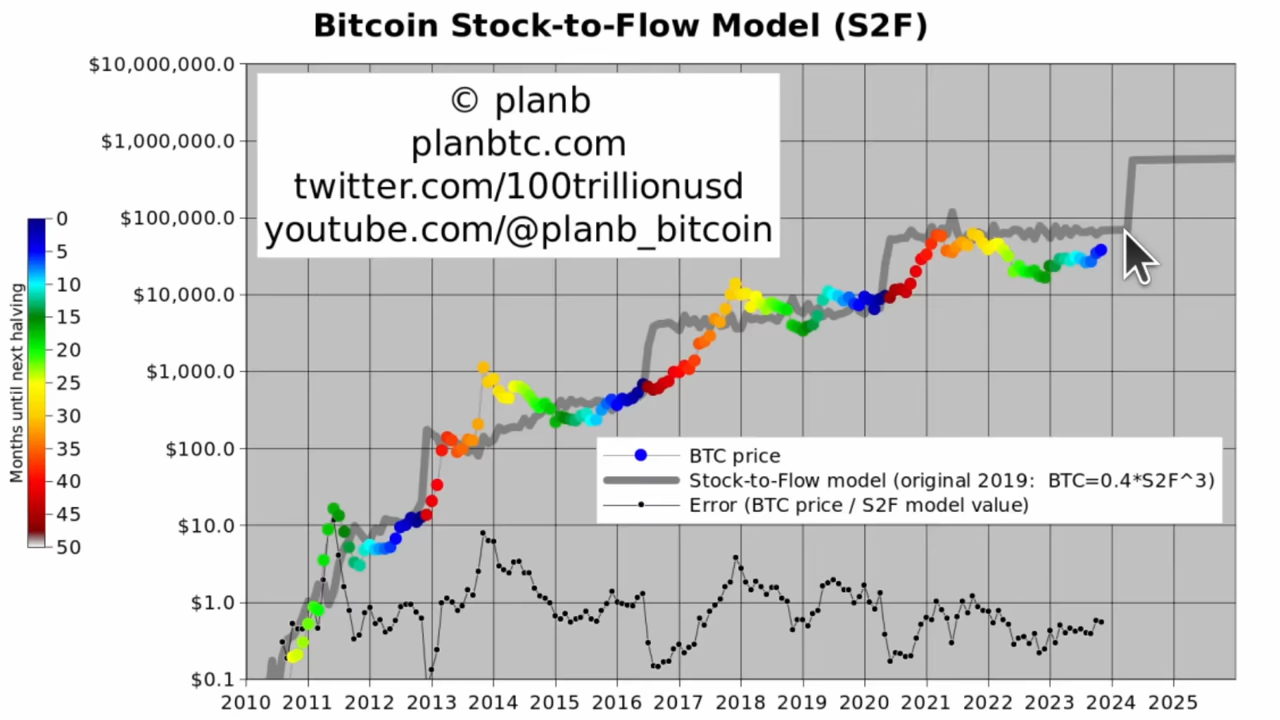 Bitcoin Stock-to-Flow Model (S2F)
$10,000,000.0
$1,000,000.0
$100,000.0
$10,000.0
$1,000.0
$100.0
$10.0
$1.0
$0.1
© planb
planbtc.com
twitter.com/100trillionusd
youtube.com/@planb_bitcoin
Months until next halving
0
5
10
15
20
25
30
35
40
45
50
BTC price
Stock-to-Flow model (original 2019: BTC=0.4*S2F^3)
Error (BTC price / S2F model value)
2010 2011 2012 2013 2014 2015 2016 2017 2018 2019 2020 2021 2022 2023 2024 2025